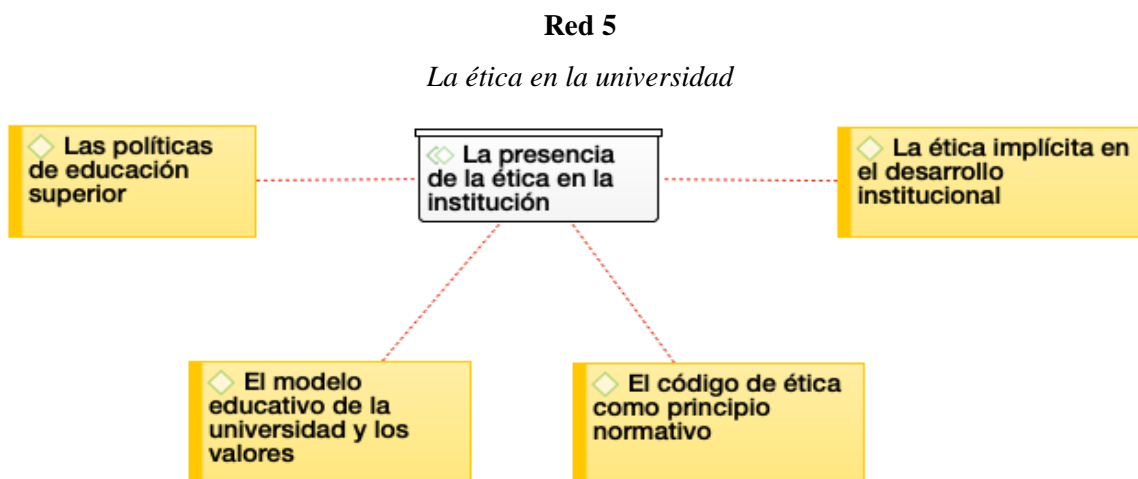 Red 5
La ética en la universidad
Las políticas
de educación
superior
La presencia
de la ética en la
institución
La ética implícita en
el desarrollo
institucional
El modelo
educativo de la
universidad y los
valores
El código de ética
como principio
normativo